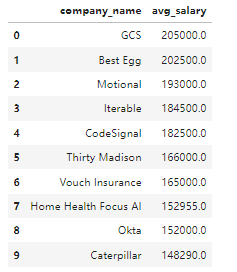 company_name avg_salary
0 GCS 205000.0
1 Best Egg 202500.0
2 Motional 193000.0
3 Iterable 184500.0
4 CodeSignal 182500.0
5 Thirty Madison 166000.0
6 Vouch Insurance 165000.0
7 Home Health Focus AI 152955.0
8 Okta 152000.0
9 Caterpillar 148290.0